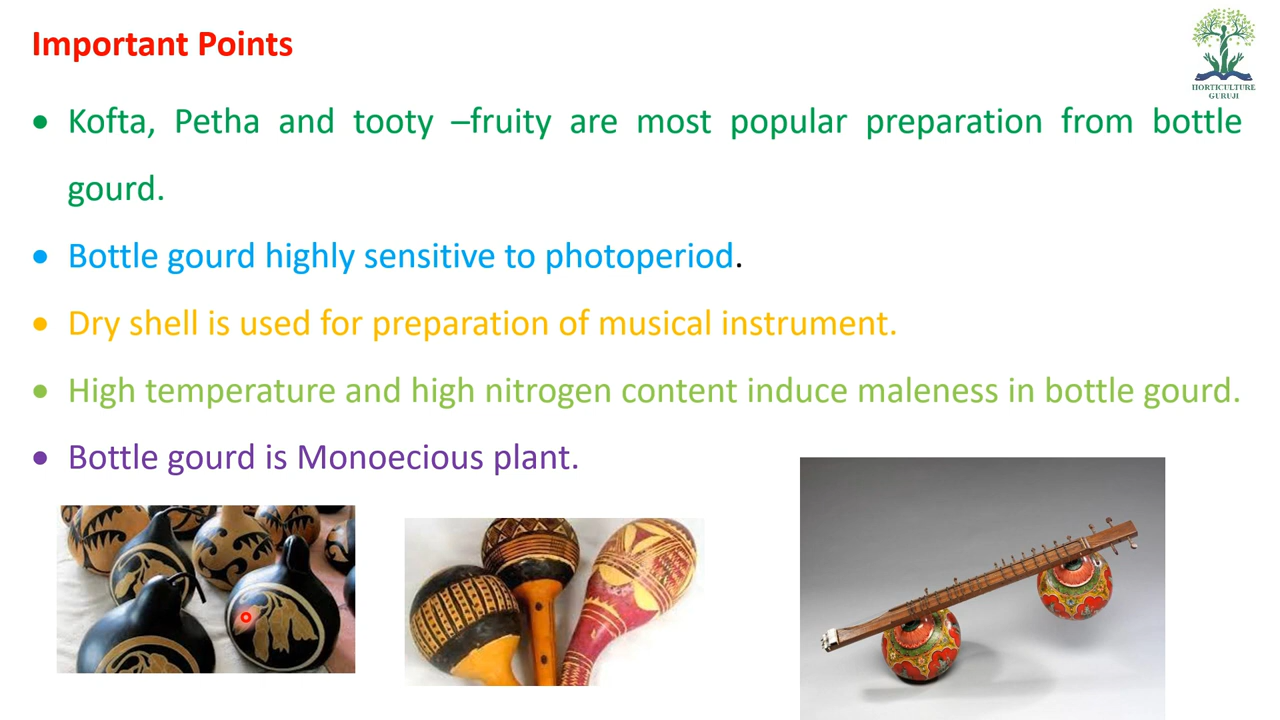 Important Points
HORTICULTURE
GURUJI
• Kofta, Petha and tooty –fruity are most popular preparation from bottle
gourd.
• Bottle gourd highly sensitive to photoperiod.
• Dry shell is used for preparation of musical instrument.
• High temperature and high nitrogen content induce maleness in bottle gourd.
• Bottle gourd is Monoecious plant.